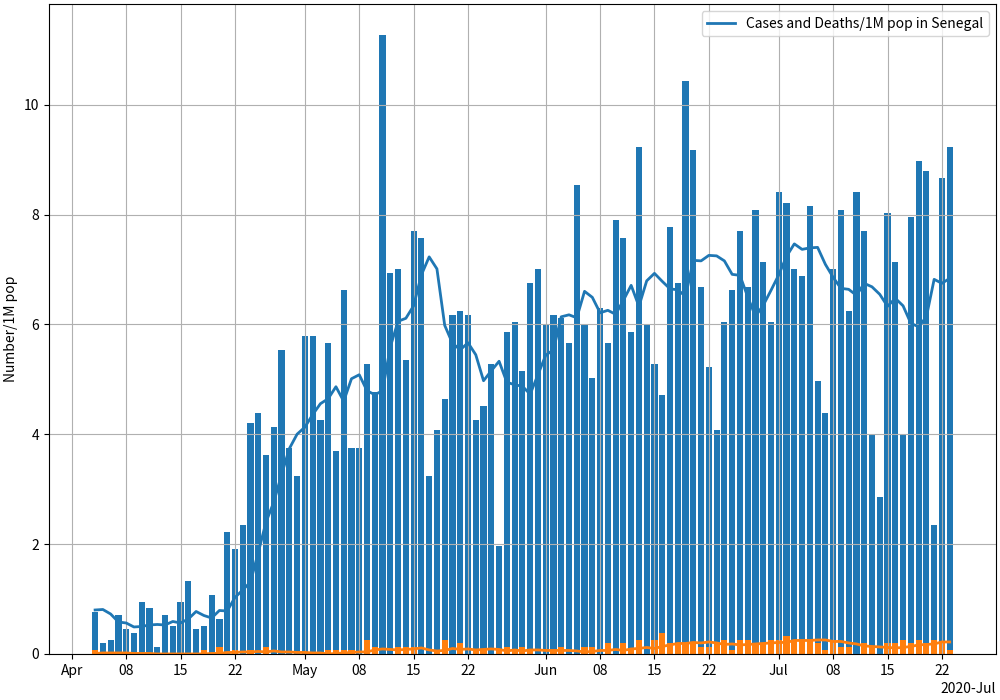 Cases and Deaths/1M pop in Senegal
Number/1M pop
10
8
6
4
2
0
Apr 08 15 22 May 08 15 22 Jun 08 15 22 Jul 08 15 22
2020-Jul